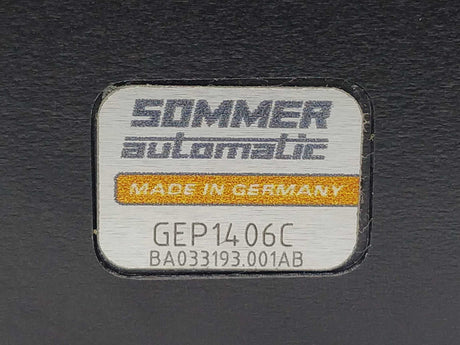 SOMMER
automatic
MADE IN GERMANY
GEP1406C
BA033193.001AB